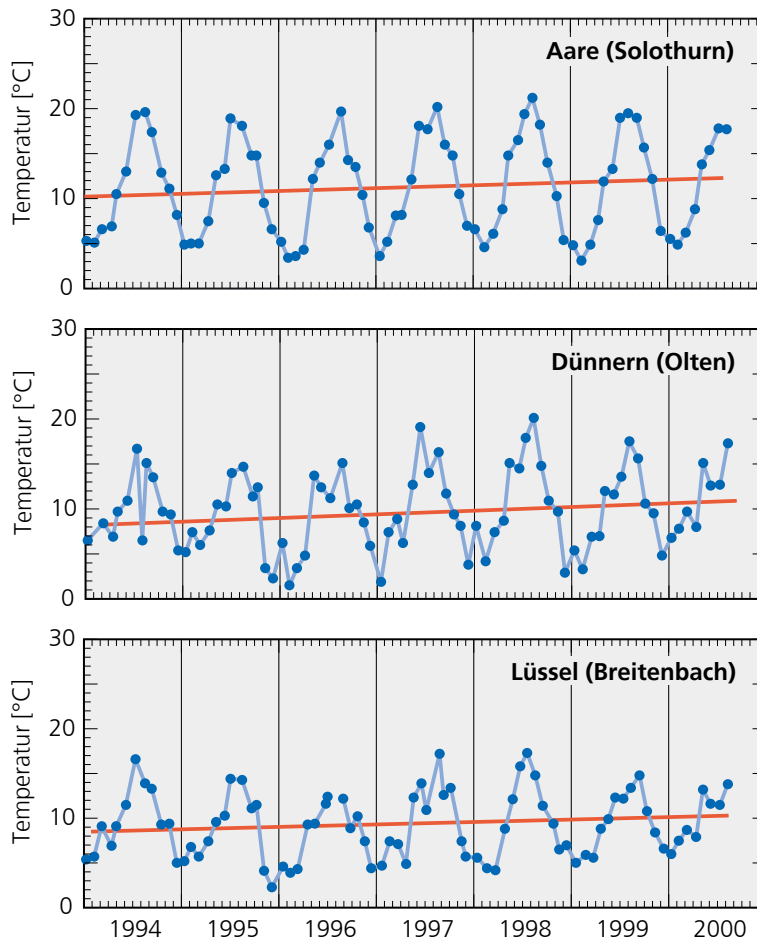 30
Aare (Solothurn)
20
10
0
Temperatur [°C]
30
Dünnern (Olten)
20
10
0
Temperatur [°C]
30
Lüssel (Breitenbach)
20
10
0
Temperatur [°C]
1994 1995 1996 1997 1998 1999 2000